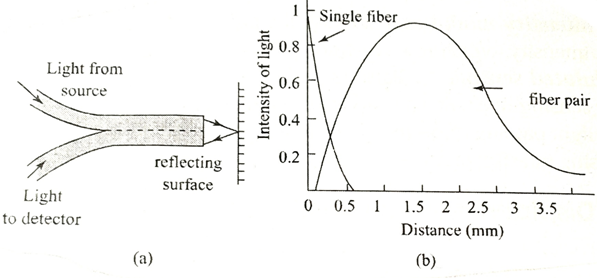 Light from
source
reflecting
surface
Light
to detector
(a)
Intensity of light
1
0.8
0.6
0.4
0.2
Single fiber
fiber pair
0 0.5 1 1.5 2 2.5 3 3.5
Distance (mm)
(b)